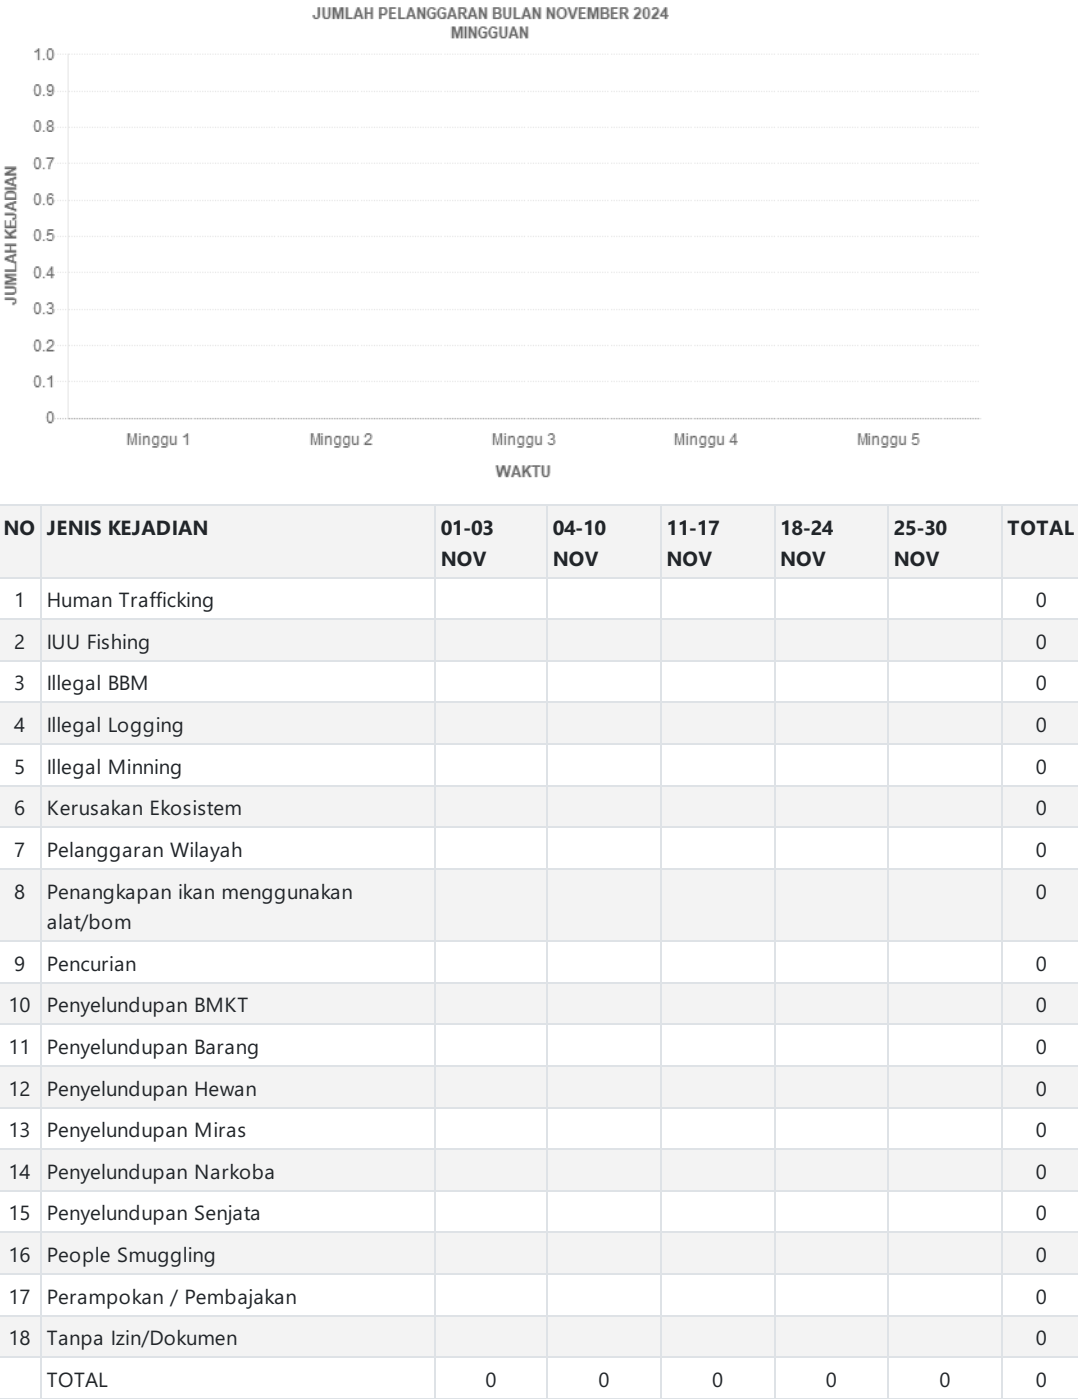 JUMLAH PELANGGARAN BULAN NOVEMBER 2024
MINGGUAN
1.0
0.9
0.8
0.7
0.6
0.5
0.4
0.3
0.2
0.1
0
JUMLAH KEJADIAN
Minggu 1 Minggu 2 Minggu 3 Minggu 4 Minggu 5
WAKTU
NO JENIS KEJADIAN 01-03 04-10 11-17 18-24 25-30 TOTAL
NOV NOV NOV NOV NOV
1 Human Trafficking 0
2 IUU Fishing 0
3 Illegal BBM 0
4 Illegal Logging 0
5 Illegal Minning 0
6 Kerusakan Ekosistem 0
7 Pelanggaran Wilayah 0
8 Penangkapan ikan menggunakan 0
alat/bom
9 Pencurian 0
10 Penyelundupan BMKT 0
11 Penyelundupan Barang 0
12 Penyelundupan Hewan 0
13 Penyelundupan Miras 0
14 Penyelundupan Narkoba 0
15 Penyelundupan Senjata 0
16 People Smuggling 0
17 Perampokan / Pembajakan 0
18 Tanpa Izin/Dokumen 0
TOTAL 0 0 0 0 0 0